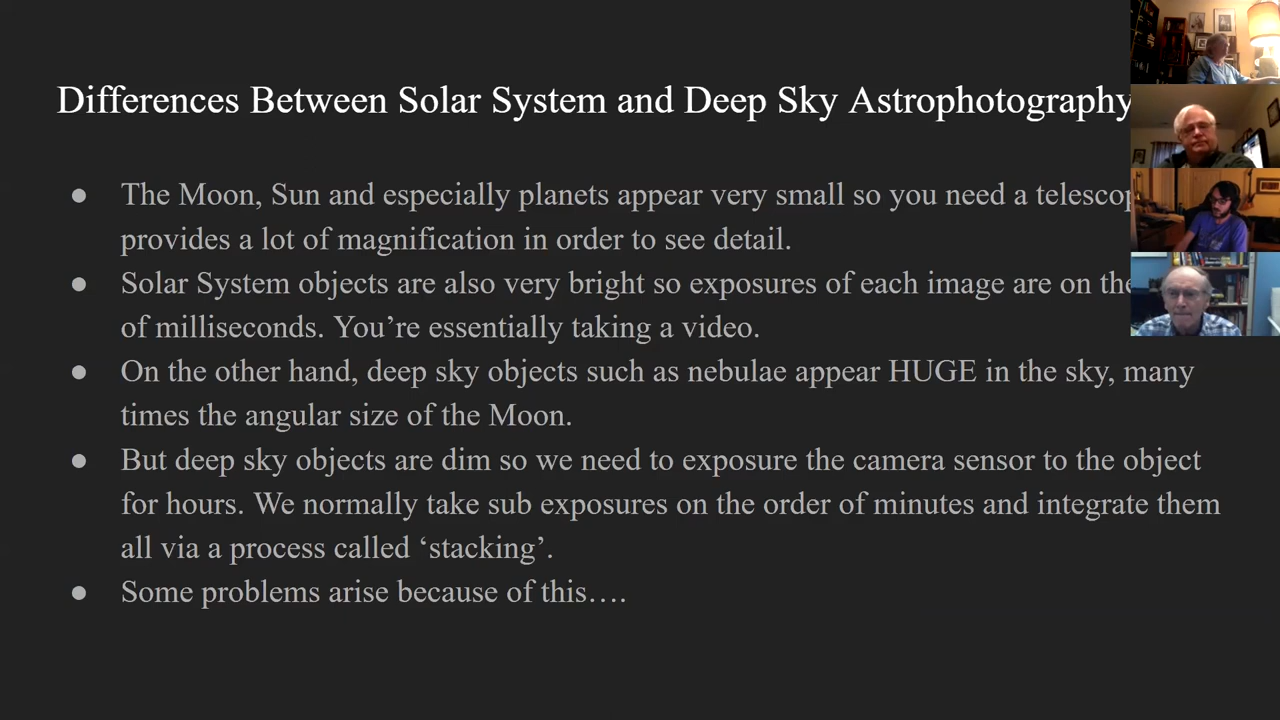 Differences Between Solar System and Deep Sky Astrophotography
● The Moon, Sun and especially planets appear very small so you need a
provides a lot of magnification in order to see detail.
● Solar System objects are also very bright so exposures of each image are on
of milliseconds. You’re essentially taking a video.
● On the other hand, deep sky objects such as nebulae appear HUGE in the sky, many
times the angular size of the Moon.
● But deep sky objects are dim so we need to exposure the camera sensor to the object
for hours. We normally take sub exposures on the order of minutes and integrate them
all via a process called ‘stacking’.
● Some problems arise because of this….